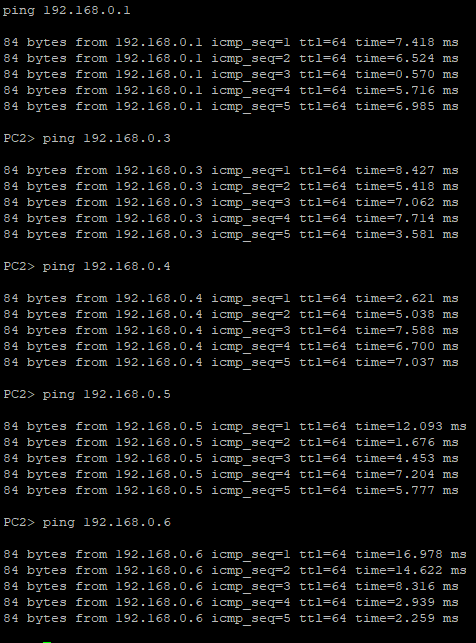 ping 192.168.0.1
84 bytes from 192.168.0.1 icmp_seq=1 ttl=64 time=7.418 ms
84 bytes from 192.168.0.1 icmp_seq=2 ttl=64 time=6.524 ms
84 bytes from 192.168.0.1 icmp_seq=3 ttl=64 time=0.570 ms
84 bytes from 192.168.0.1 icmp_seq=4 ttl=64 time=5.716 ms
84 bytes from 192.168.0.1 icmp_seq=5 ttl=64 time=6.985 ms
PC2> ping 192.168.0.3
84 bytes from 192.168.0.3 icmp_seq=1 ttl=64 time=8.427 ms
84 bytes from 192.168.0.3 icmp_seq=2 ttl=64 time=5.418 ms
84 bytes from 192.168.0.3 icmp_seq=3 ttl=64 time=7.062 ms
84 bytes from 192.168.0.3 icmp_seq=4 ttl=64 time=7.714 ms
84 bytes from 192.168.0.3 icmp_seq=5 ttl=64 time=3.581 ms
PC2> ping 192.168.0.4
84 bytes from 192.168.0.4 icmp_seq=1 ttl=64 time=2.621 ms
84 bytes from 192.168.0.4 icmp_seq=2 ttl=64 time=5.038 ms
84 bytes from 192.168.0.4 icmp_seq=3 ttl=64 time=7.588 ms
84 bytes from 192.168.0.4 icmp_seq=4 ttl=64 time=6.700 ms
84 bytes from 192.168.0.4 icmp_seq=5 ttl=64 time=7.037 ms
PC2> ping 192.168.0.5
84 bytes from 192.168.0.5 icmp_seq=1 ttl=64 time=12.093 ms
84 bytes from 192.168.0.5 icmp_seq=2 ttl=64 time=1.676 ms
84 bytes from 192.168.0.5 icmp_seq=3 ttl=64 time=4.453 ms
84 bytes from 192.168.0.5 icmp_seq=4 ttl=64 time=7.204 ms
84 bytes from 192.168.0.5 icmp_seq=5 ttl=64 time=5.777 ms
PC2> ping 192.168.0.6
84 bytes from 192.168.0.6 icmp_seq=1 ttl=64 time=16.978 ms
84 bytes from 192.168.0.6 icmp_seq=2 ttl=64 time=14.622 ms
84 bytes from 192.168.0.6 icmp_seq=3 ttl=64 time=8.316 ms
84 bytes from 192.168.0.6 icmp_seq=4 ttl=64 time=2.939 ms
84 bytes from 192.168.0.6 icmp_seq=5 ttl=64 time=2.259 ms